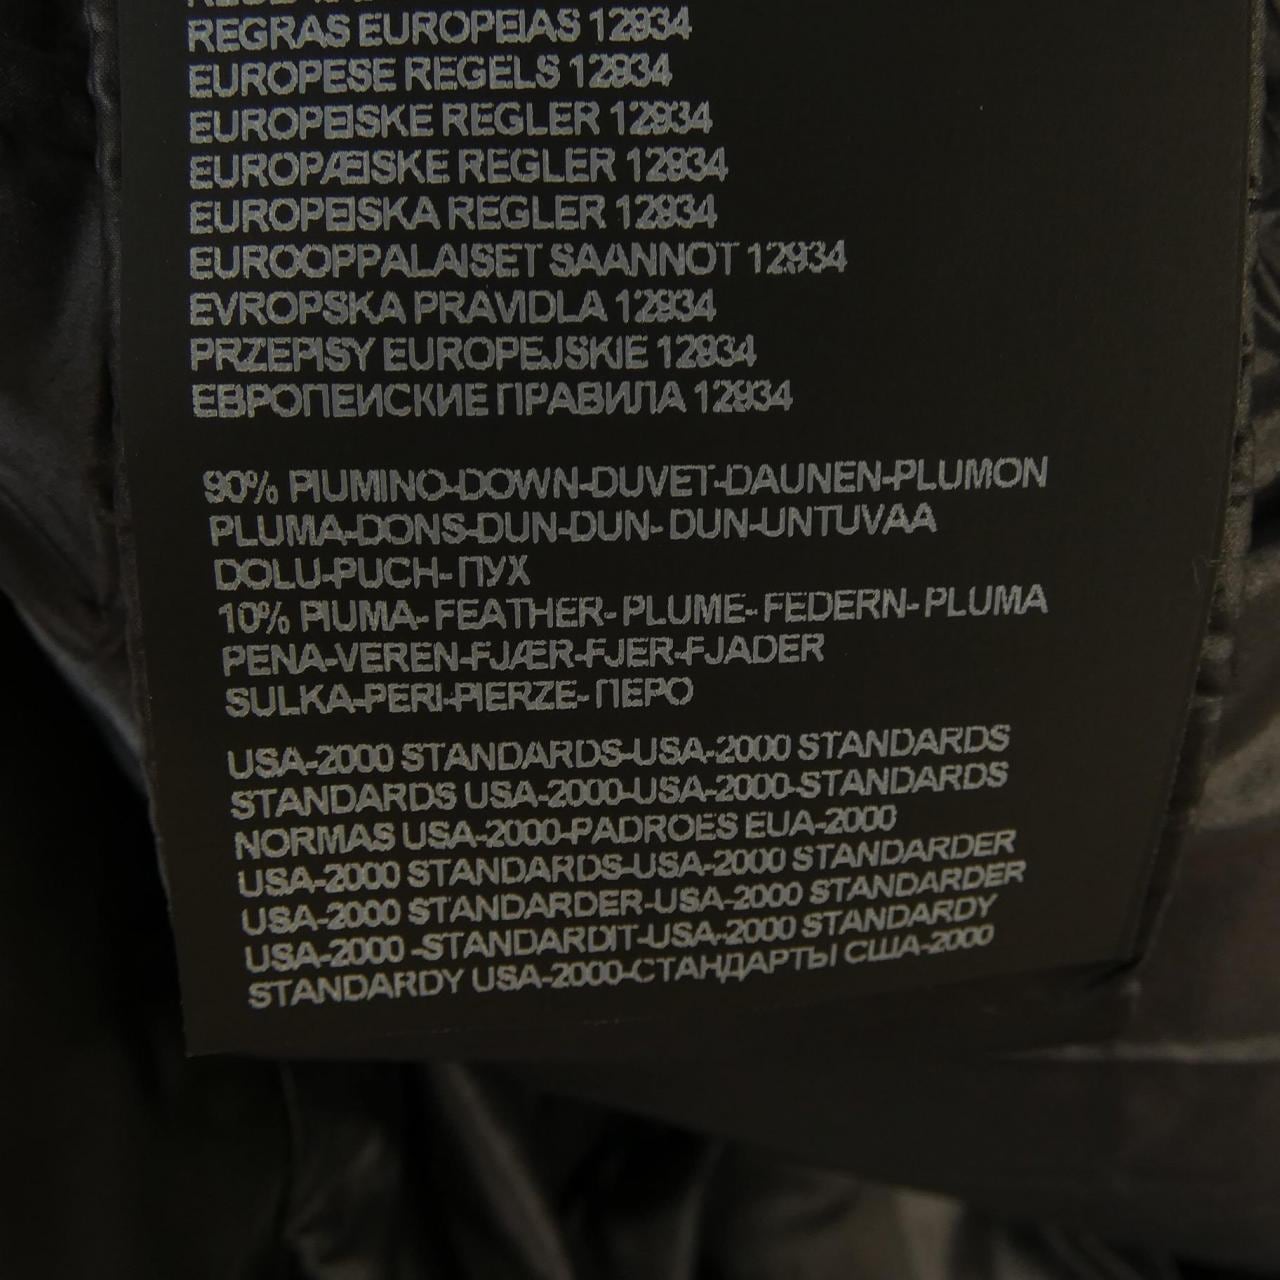 REGRAS EUROPEIAS 12934
EUROPESE REGELS 12934
EUROPEISKE REGLER 12934
EUROPÆISKE REGLER 12934
EUROPEISKA REGLER 12934
EUROOPPALAISET SAANNOT 12934
EVROPSKA PRAVIDLA 12934
PRZEPISY EUROPEJSKIE 12934
ЕВРОПЕИСКИЕ ПРАВИЛА 12934
90% PIUMINO-DOWN-DUVET-DAUNEN-PLUMON
PLUMA-DONS-DUN-DUN- DUN-UNTUVAA
DOLU-PUCH- ПУХ
10% PIUMA- FEATHER- PLUME- FEDERN- PLUMA
PENA-VEREN-FJÆR-FJER-FJADER
SULKA-PERI-PIERZE- ПЕРО
USA-2000 STANDARDS-USA-2000 STANDARDS
STANDARDS USA-2000-USA-2000-STANDARDS
NORMAS USA-2000-PADROES EUA-2000
USA-2000 STANDARDS-USA-2000 STANDARDER
USA-2000 STANDARDER-USA-2000 STANDARDER
USA-2000 -STANDARDIT-USA-2000 STANDARDY
STANDARDY USA-2000-СТАНДАРТЫ США-2000